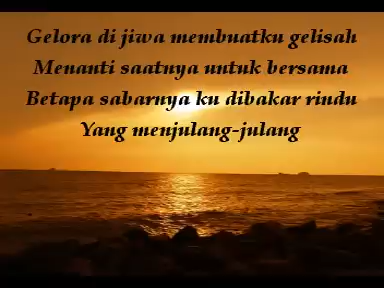 Gelora di jiwa membuatku gelisah
Menanti saatnya untuk bersama
Betapa sabarnya ku dibakar rindu
Yang menjulang-julang